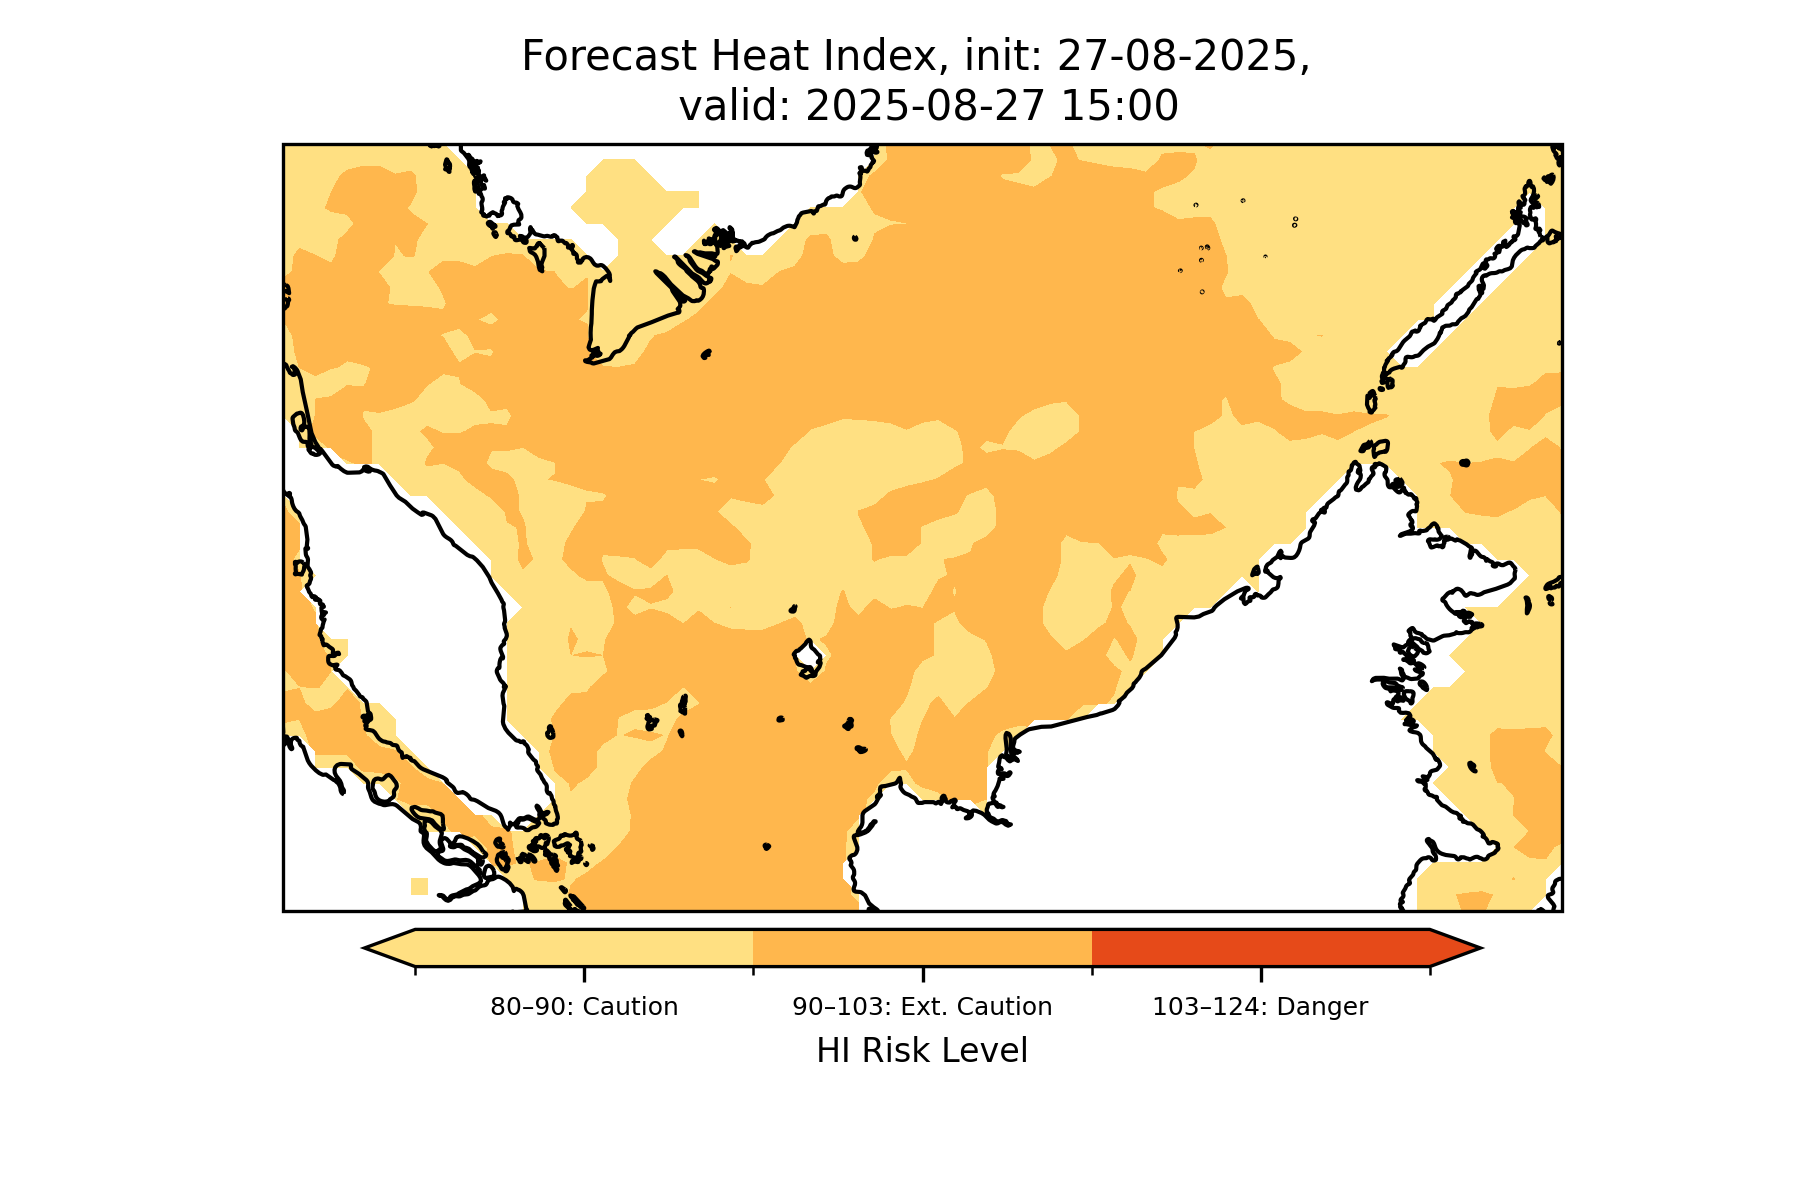 Forecast Heat Index, init: 27-08-2025,
valid: 2025-08-27 15:00
80–90: Caution
90–103: Ext. Caution
103–124: Danger
HI Risk Level